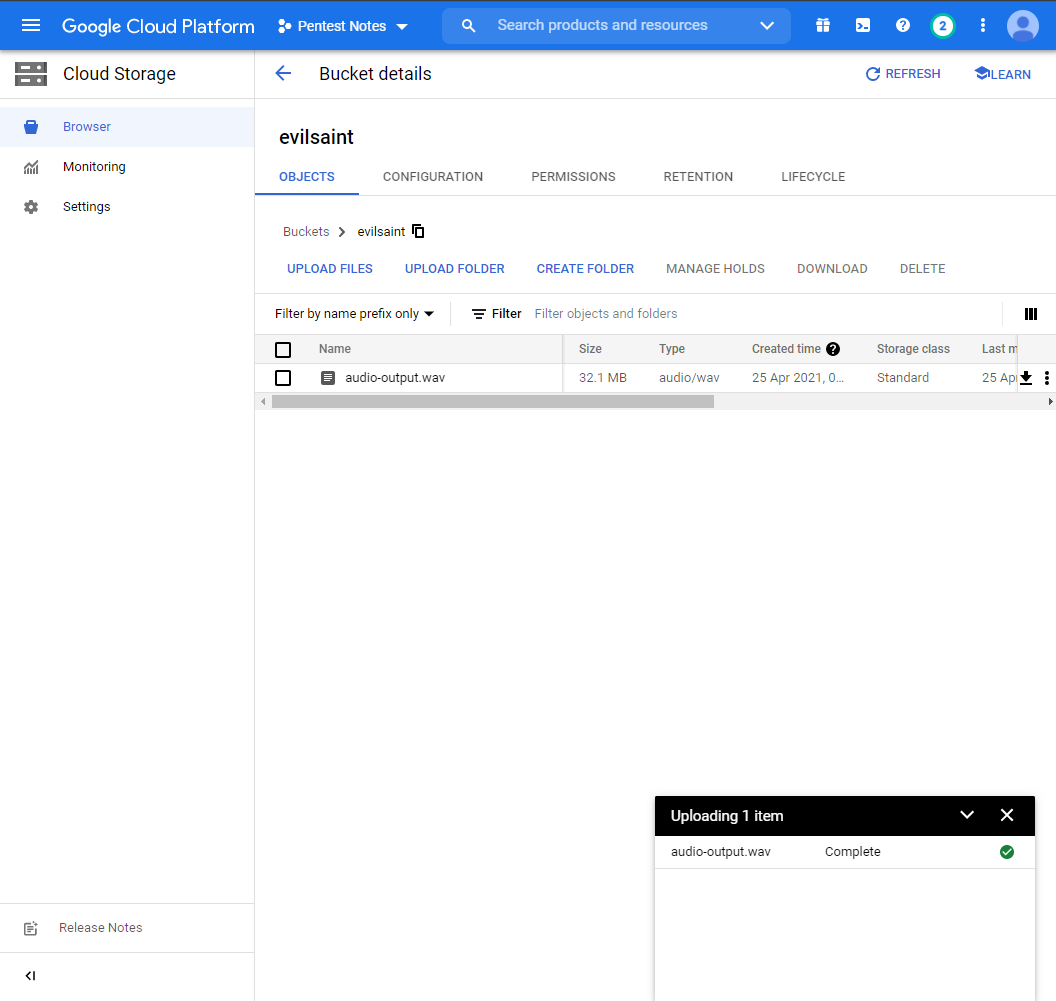 Google Cloud Platform Pentest Notes Search products and resources 2
Cloud Storage Bucket details REFRESH LEARN
Browser
Monitoring
Settings
evilsaint
OBJECTS CONFIGURATION PERMISSIONS RETENTION LIFECYCLE
Buckets evilsaint
UPLOAD FILES UPLOAD FOLDER CREATE FOLDER MANAGE HOLDS DOWNLOAD DELETE
Filter by name prefix only Filter Filter objects and folders
Name Size Type Created time Storage class Last m
audio-output.wav 32.1 MB audio/wav 25 Apr 2021, 0... Standard 25 Ap
Uploading 1 item
audio-output.wav Complete
Release Notes